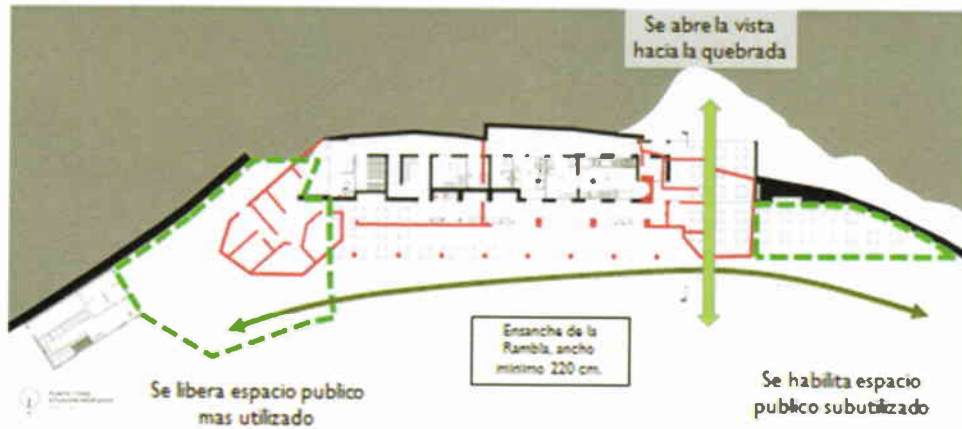 Se abre la vista
hacia la quebrada
Ensanche de la
Rambla, ancho
minimo 220 cm.
Se libera espacio publico
mas utilizado
Se habilita espacio
publico subutilizado